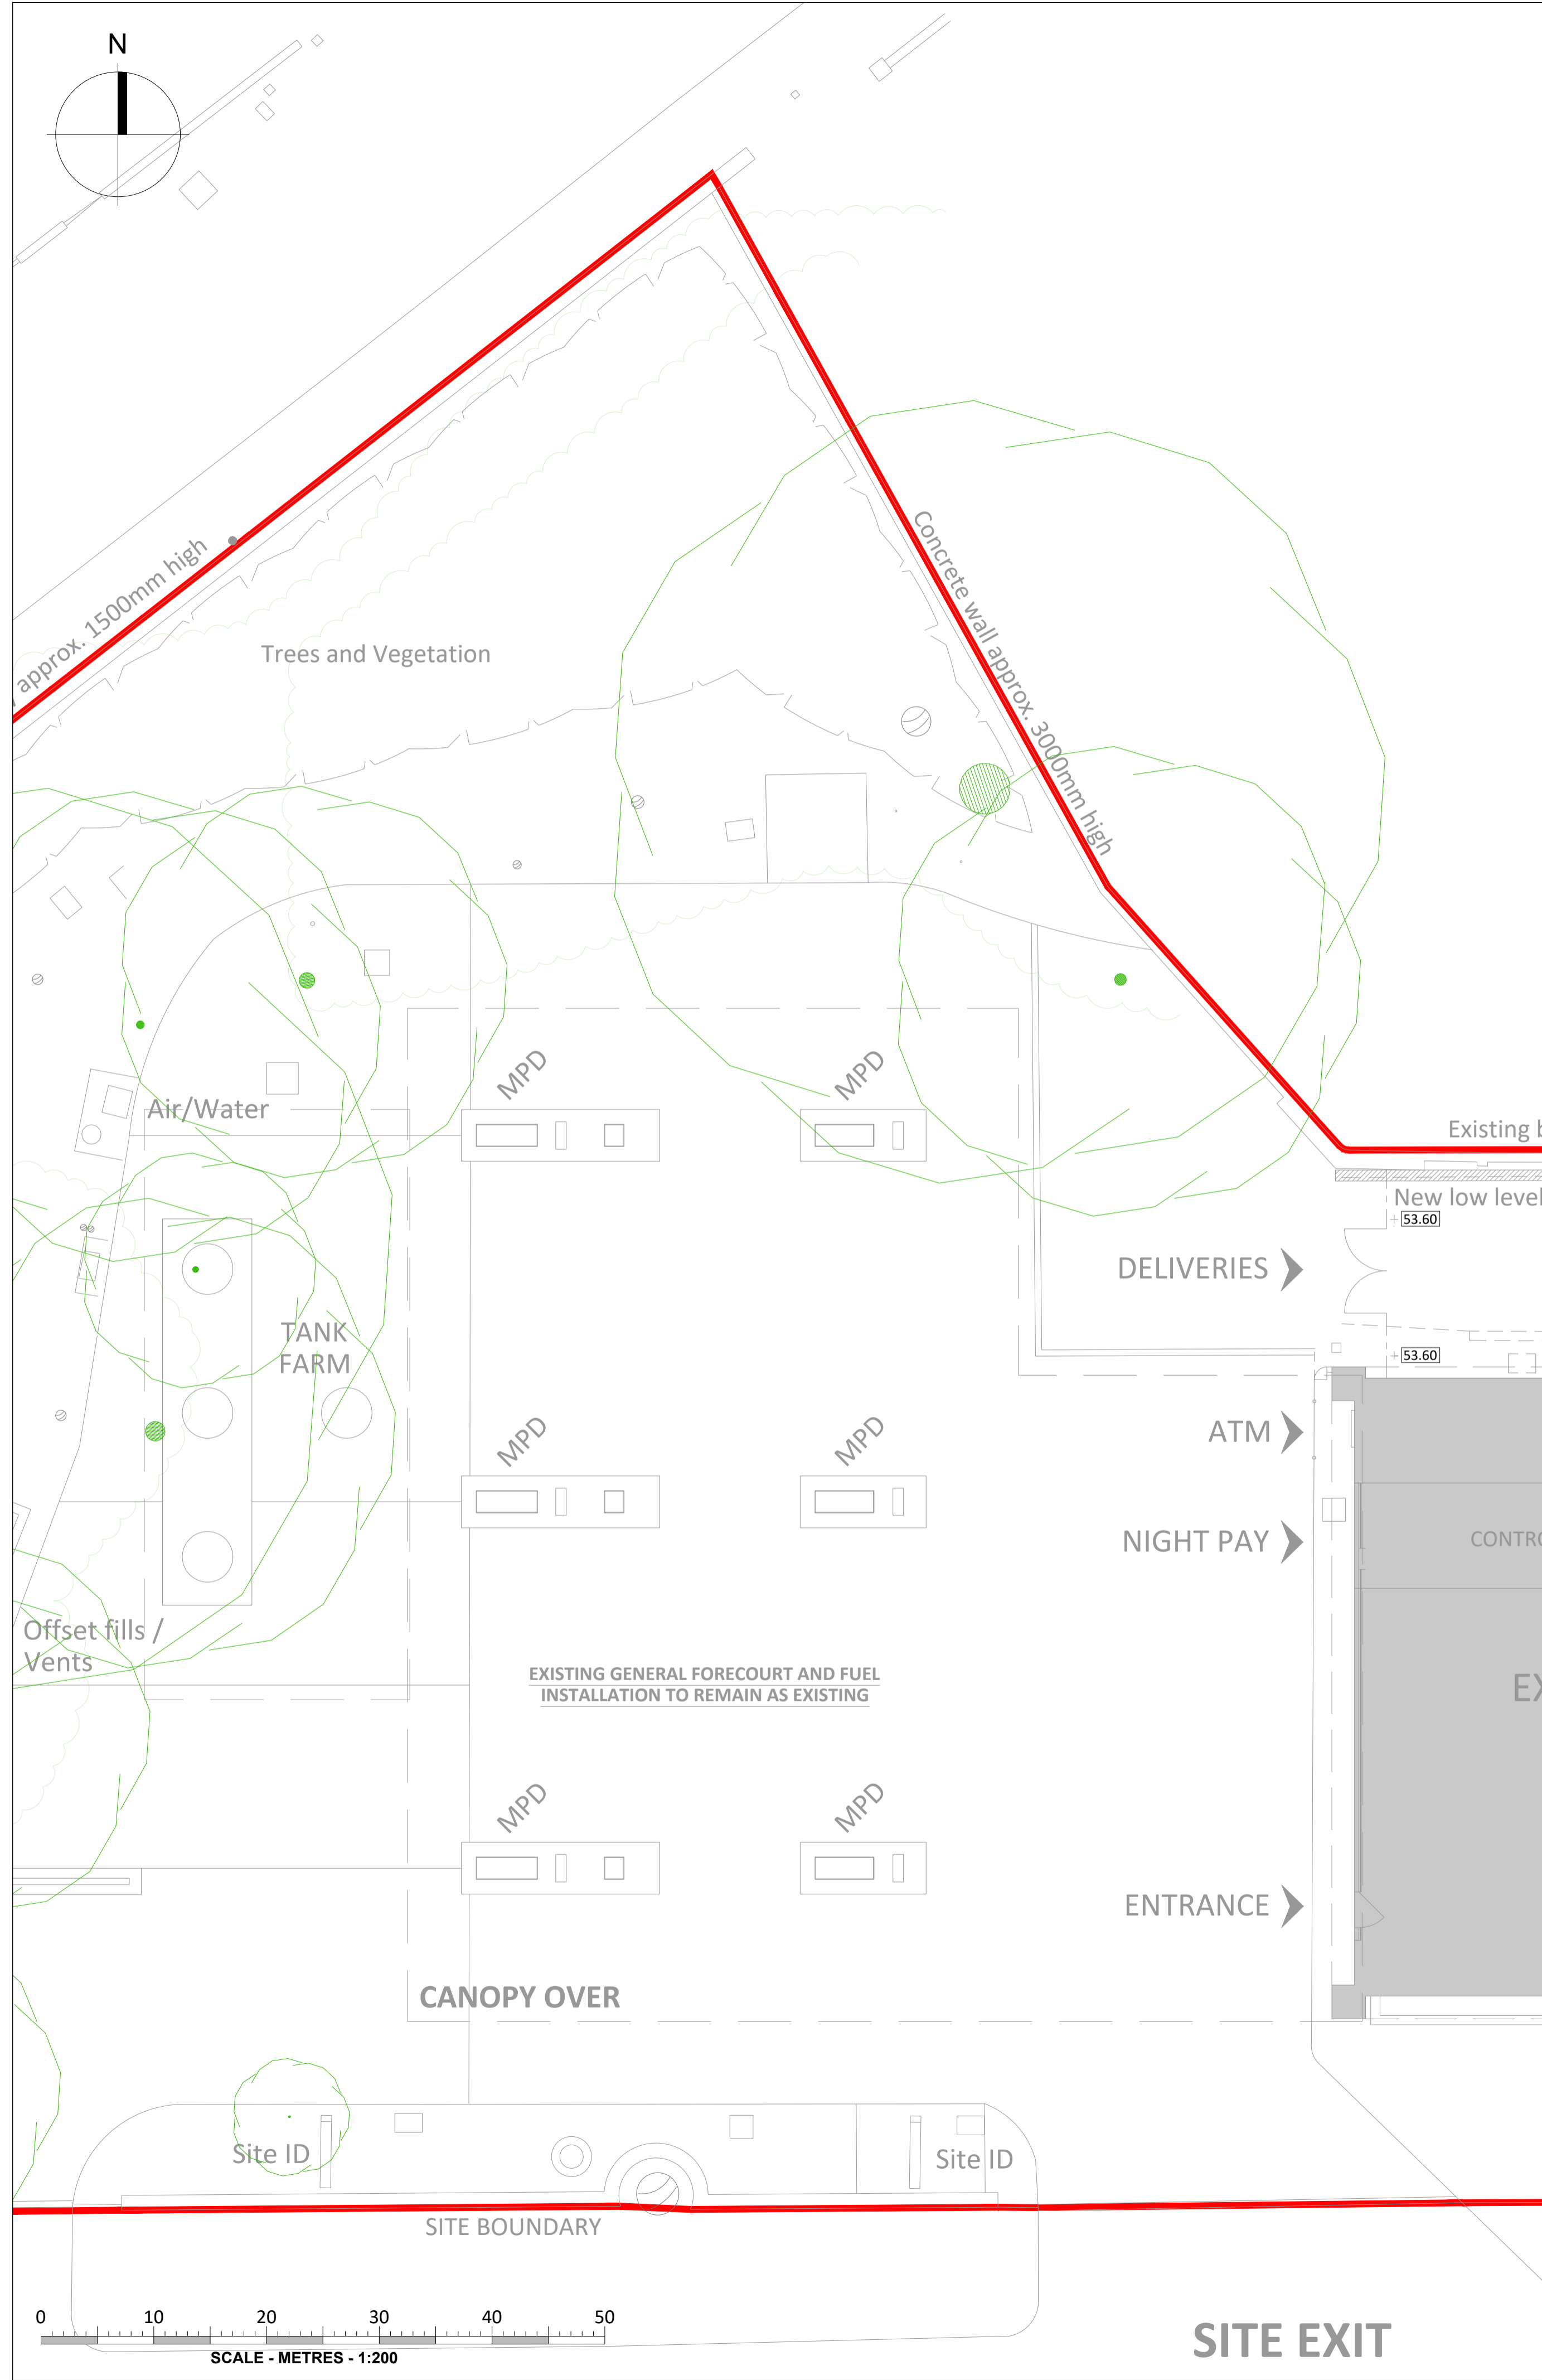 N
approx. 1500mm high
Concrete wall approx. 3000mm high
Trees and Vegetation
MPD
MPD
Air/Water
Existing
New low level
53.60
DELIVERIES
TANK
FARM
53.60
ATM
MPD
MPD
NIGHT PAY
Offset fills /
Vents
EXISTING GENERAL FORECOURT AND FUEL
INSTALLATION TO REMAIN AS EXISTING
MPD
MPD
ENTRANCE
CANOPY OVER
Site ID
Site ID
SITE BOUNDARY
0 10 20 30 40 50
SCALE - METRES - 1:200
SITE EXIT